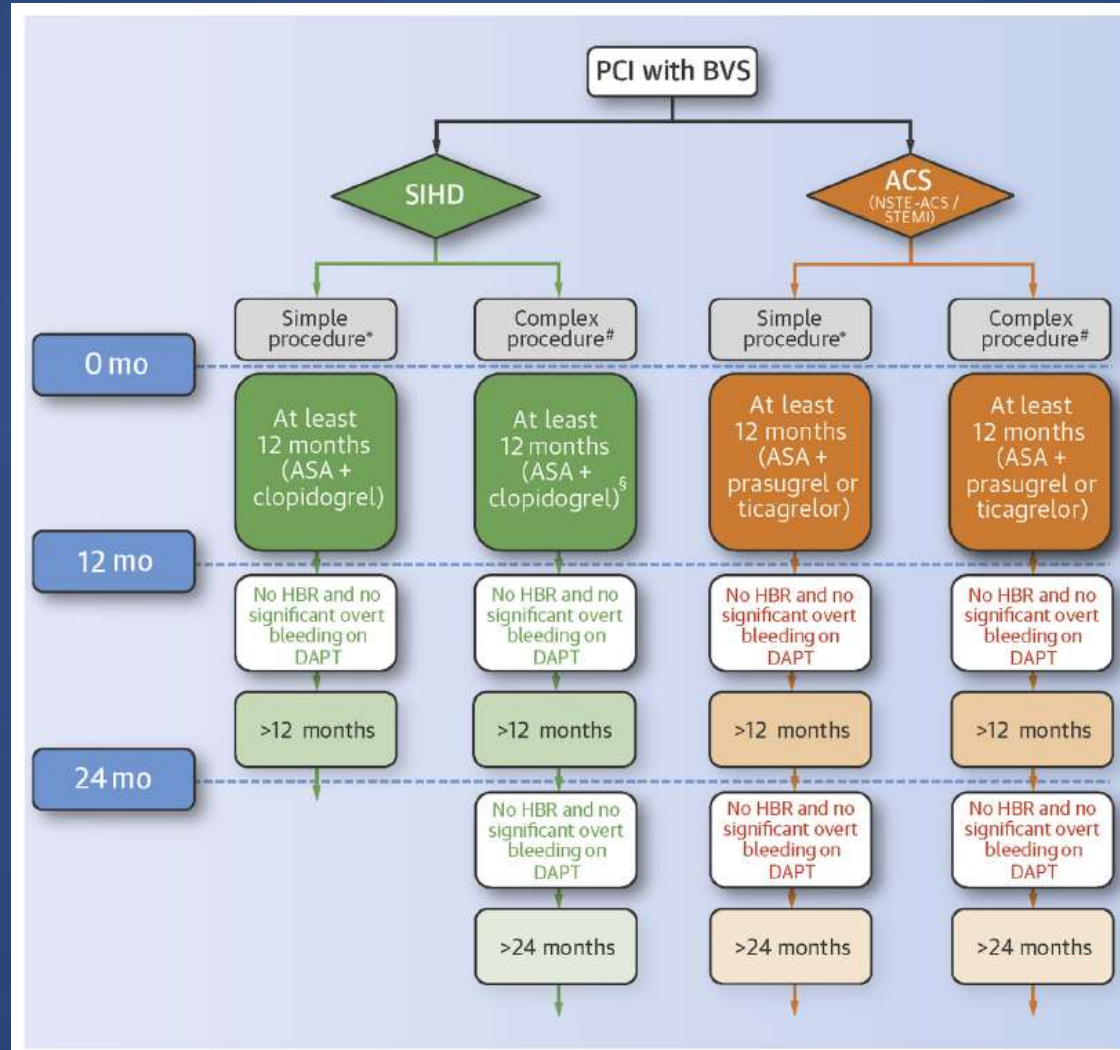 PCI with BVS
SIHD
ACS
(NSTE-ACS /
STEMI)
Simple
procedure*
Complex
procedure#
Simple
procedure*
Complex
procedure#
0 mo
At least
12 months
(ASA +
clopidogrel)
At least
12 months
(ASA +
clopidogrel)§
At least
12 months
(ASA +
prasugrel or
ticagrelor)
At least
12 months
(ASA +
prasugrel or
ticagrelor)
12 mo
No HBR and no
significant overt
bleeding on
DAPT
No HBR and no
significant overt
bleeding on
DAPT
No HBR and no
significant overt
bleeding on
DAPT
No HBR and no
significant overt
bleeding on
DAPT
>12 months
>12 months
>12 months
>12 months
24 mo
No HBR and no
significant overt
bleeding on
DAPT
No HBR and no
significant overt
bleeding on
DAPT
No HBR and no
significant overt
bleeding on
DAPT
>24 months
>24 months
>24 months